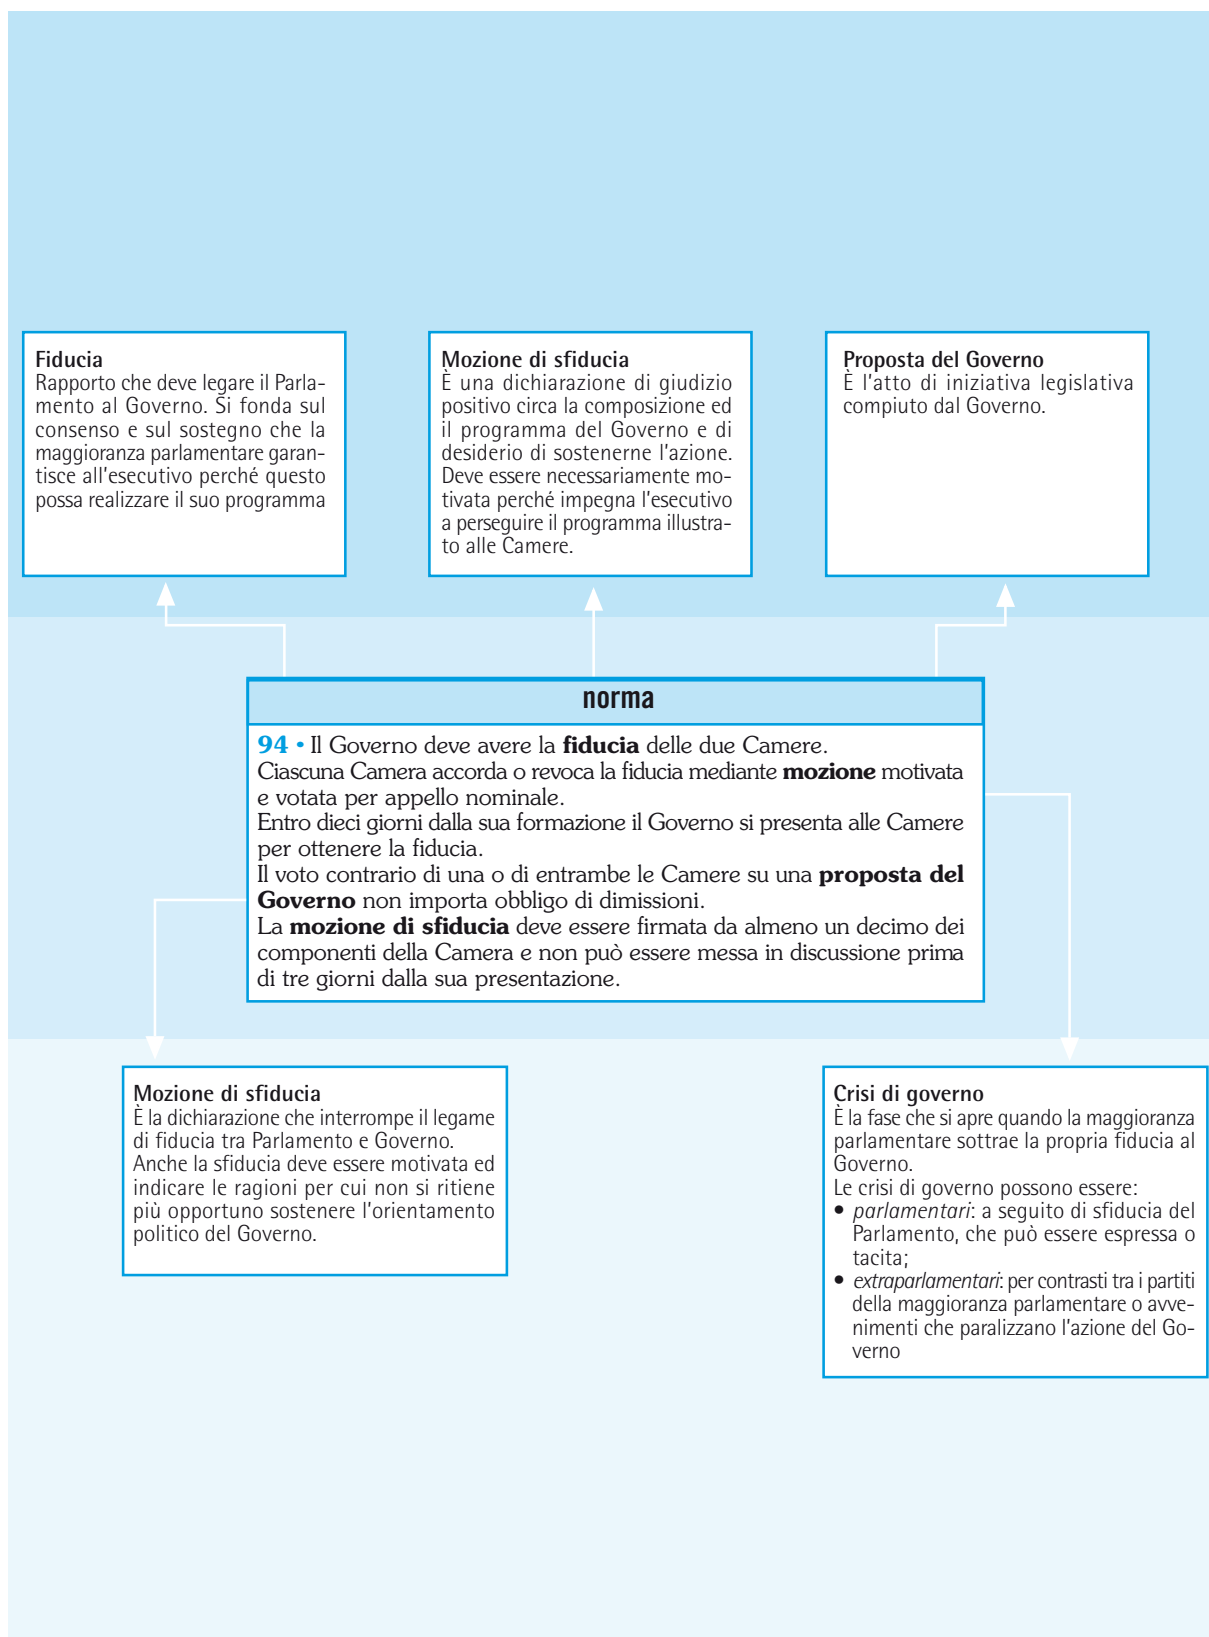 Fiducia
Rapporto che deve legare il Parla-
mento al Governo. Si fonda sul
consenso e sul sostegno che la
maggioranza parlamentare garan-
tisce all'esecutivo perché questo
possa realizzare il suo programma
Mozione di sfiducia
È una dichiarazione di giudizio
positivo circa la composizione ed
il programma del Governo e di
desiderio di sostenerne l'azione.
Deve essere necessariamente mo-
tivata perché impegna l'esecutivo
a perseguire il programma illustra-
to alle Camere.
Proposta del Governo
È l'atto di iniziativa legislativa
compiuto dal Governo.
norma
94 • Il Governo deve avere la fiducia delle due Camere.
Ciascuna Camera accorda o revoca la fiducia mediante mozione motivata
e votata per appello nominale.
Entro dieci giorni dalla sua formazione il Governo si presenta alle Camere
per ottenere la fiducia.
Il voto contrario di una o di entrambe le Camere su una proposta del
Governo non importa obbligo di dimissioni.
La mozione di sfiducia deve essere firmata da almeno un decimo dei
componenti della Camera e non può essere messa in discussione prima
di tre giorni dalla sua presentazione.
Mozione di sfiducia
È la dichiarazione che interrompe il legame
di fiducia tra Parlamento e Governo.
Anche la sfiducia deve essere motivata ed
indicare le ragioni per cui non si ritiene
più opportuno sostenere l'orientamento
politico del Governo.
Crisi di governo
È la fase che si apre quando la maggioranza
parlamentare sottrae la propria fiducia al
Governo.
Le crisi di governo possono essere:
• parlamentari: a seguito di sfiducia del
Parlamento, che può essere espressa o
tacita;
• extraparlamentari: per contrasti tra i partiti
della maggioranza parlamentare o avve-
nimenti che paralizzano l'azione del Go-
verno